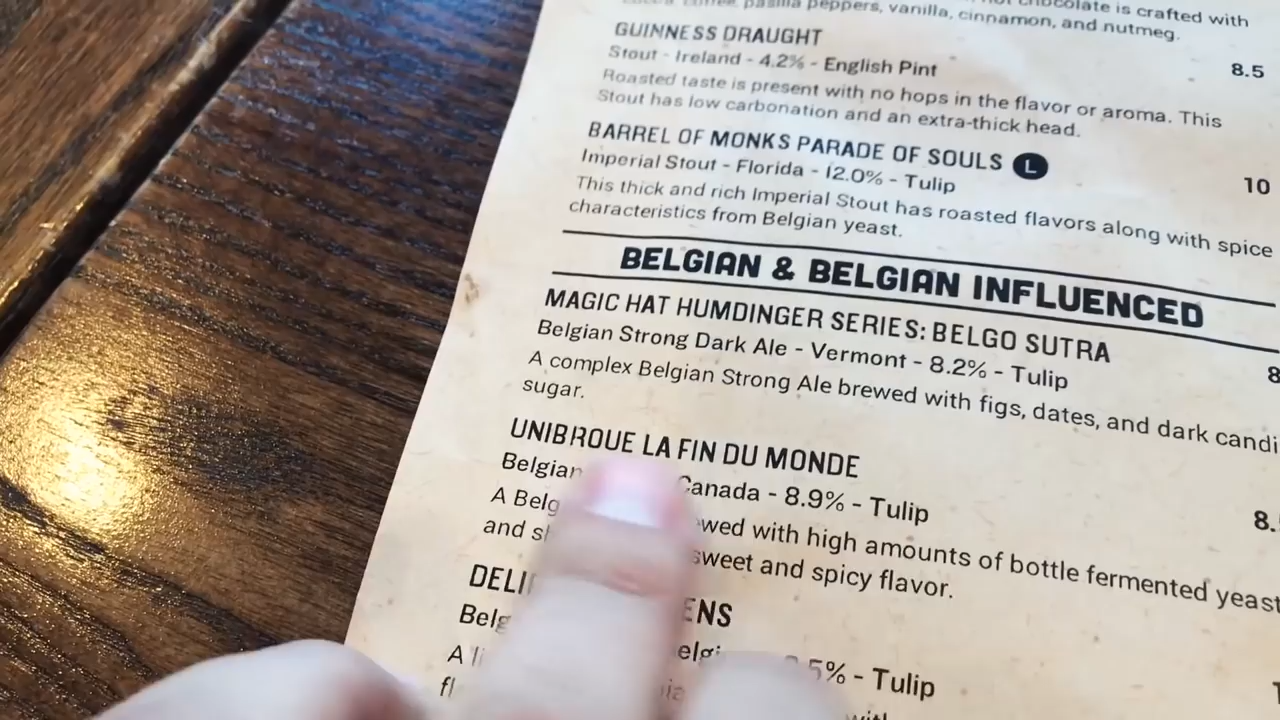 chocolate is crafted with
peppers, vanilla, cinnamon, and nutmeg.
GUINNESS DRAUGHT
Stout - Ireland - 4.2% - English Pint 8.5
Roasted taste is present with no hops in the flavor or aroma. This
Stout has low carbonation and an extra-thick head.
BARREL OF MONKS PARADE OF SOULS L
Imperial Stout - Florida - 12.0% - Tulip 10
This thick and rich Imperial Stout has roasted flavors along with spice
characteristics from Belgian yeast.
BELGIAN & BELGIAN INFLUENCED
MAGIC HAT HUMDINGER SERIES: BELGO SUTRA
Belgian Strong Dark Ale - Vermont - 8.2% - Tulip 8
A complex Belgian Strong Ale brewed with figs, dates, and dark candi
sugar.
UNIBROUE LA FIN DU MONDE
Belgian Canada - 8.9% - Tulip 8.
A Belg ewed with high amounts of bottle fermented yeast
and sweet and spicy flavor.
DELI ENS
Belg elgi 5% - Tulip
A li
fl